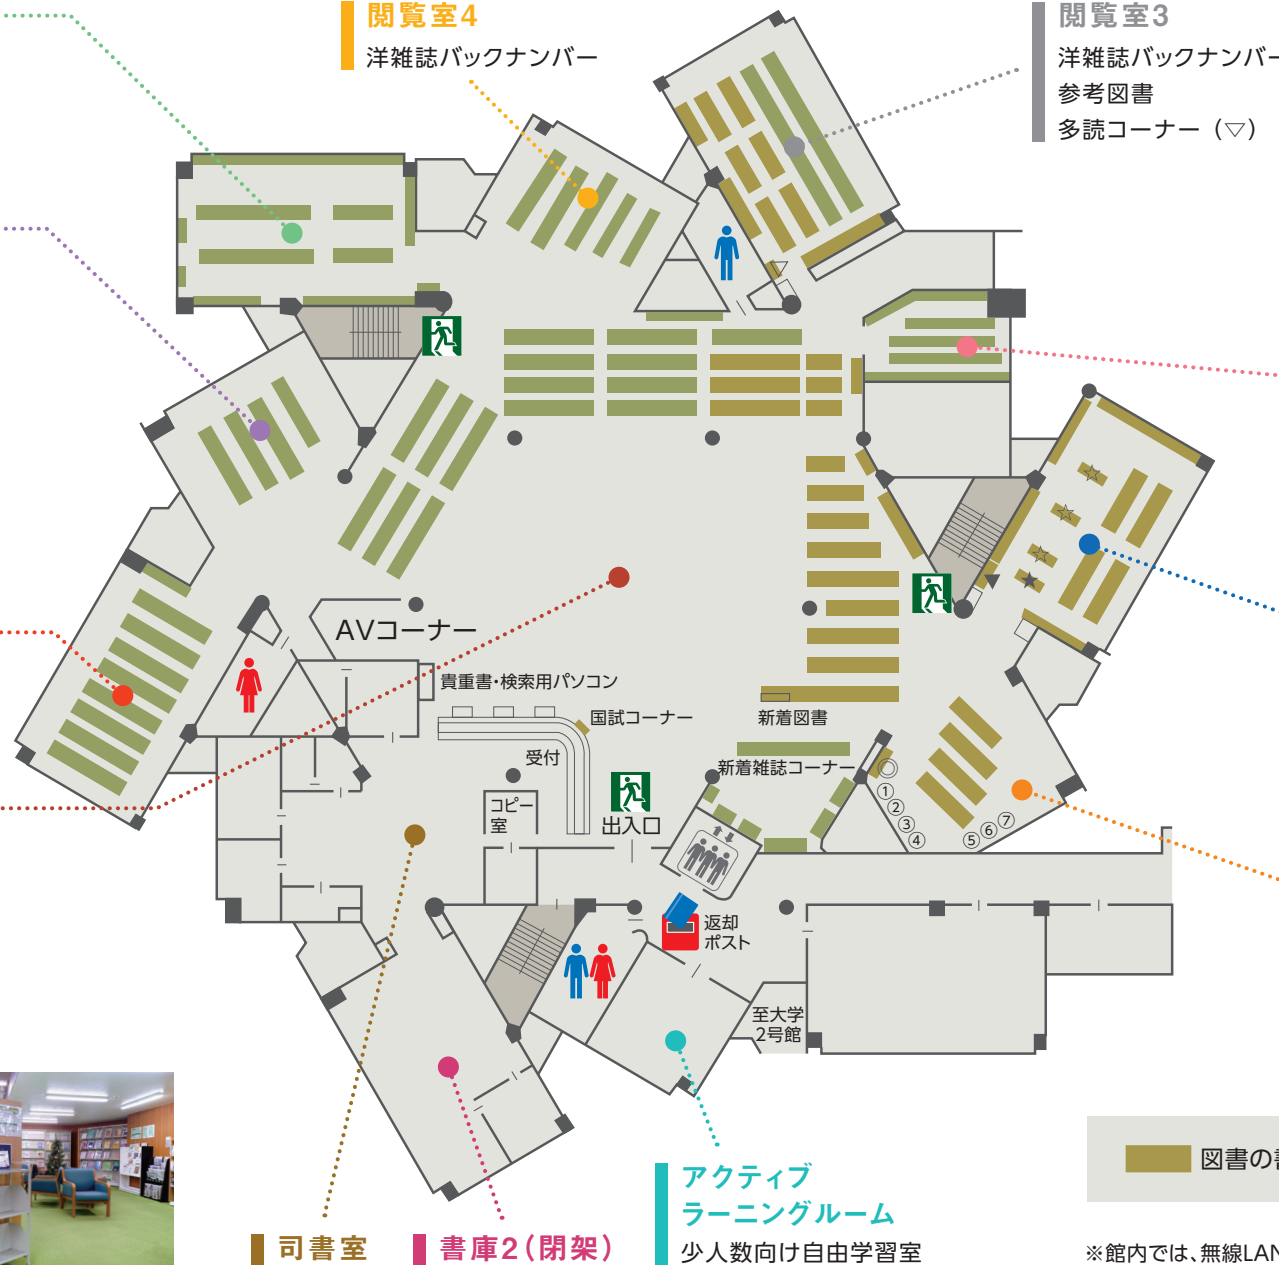 閲覧室4
洋雑誌バックナンバー
閲覧室3
洋雑誌バックナンバー
参考図書
多読コーナー（▽）
AVコーナー
貴重書・検索用パソコン
国試コーナー
受付
新着図書
新着雑誌コーナー
コピー
室
出入口
◎
①
②
③
④
⑤
⑥
⑦
返却
ポスト
至大学
2号館
アクティブ
ラーニングルーム
少人数向け自由学習室
司書室
書庫2（閉架）
図書の
※館内では、無線LAN